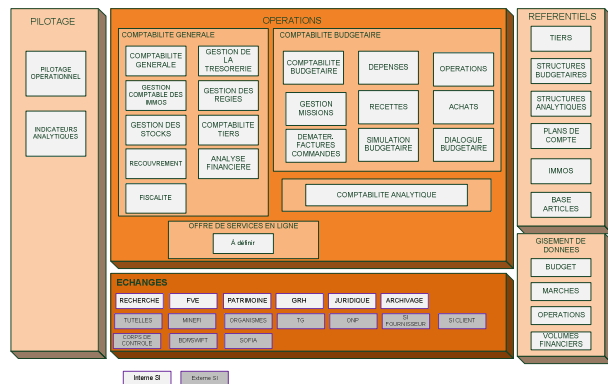 PILOTAGE
PILOTAGE
OPERATIONNEL
INDICATEURS
ANALYTIQUES
OPERATIONS
COMPTABILITE GENERALE
COMPTABILITE
GENERALE
GESTION DE
LA
TRESORERIE
GESTION
COMPTABLE DES
IMMOS
GESTION DES
REGIES
GESTION DES
STOCKS
COMPTABILITE
TIERS
RECOUVREMENT
ANALYSE
FINANCIERE
FISCALITE
COMPTABILITE BUDGETAIRE
COMPTABILITE
BUDGETAIRE
DEPENSES
OPERATIONS
GESTION
MISSIONS
RECETTES
ACHATS
DEMATER.
FACTURES
COMMANDES
SIMULATION
BUDGETAIRE
DIALOGUE
BUDGETAIRE
COMPTABILITE ANALYTIQUE
OFFRE DE SERVICES EN LIGNE
À définir
ECHANGES
RECHERCHE
FVE
PATRIMOINE
GRH
JURIDIQUE
ARCHIVAGE
TUTELLES
MINEFI
ORGANISMES
TG
ONP
SI
FOURNISSEUR
SI CLIENT
CORPS DE
CONTROLE
BDF/SWIFT
SOFIA
REFERENTIELS
TIERS
STRUCTURES
BUDGETAIRES
STRUCTURES
ANALYTIQUES
PLANS DE
COMPTE
IMMOS
BASE
ARTICLES
GISEMENT DE
DONNEES
BUDGET
MARCHES
OPERATIONS
VOLUMES
FINANCIERS
Interne SI
Externe SI